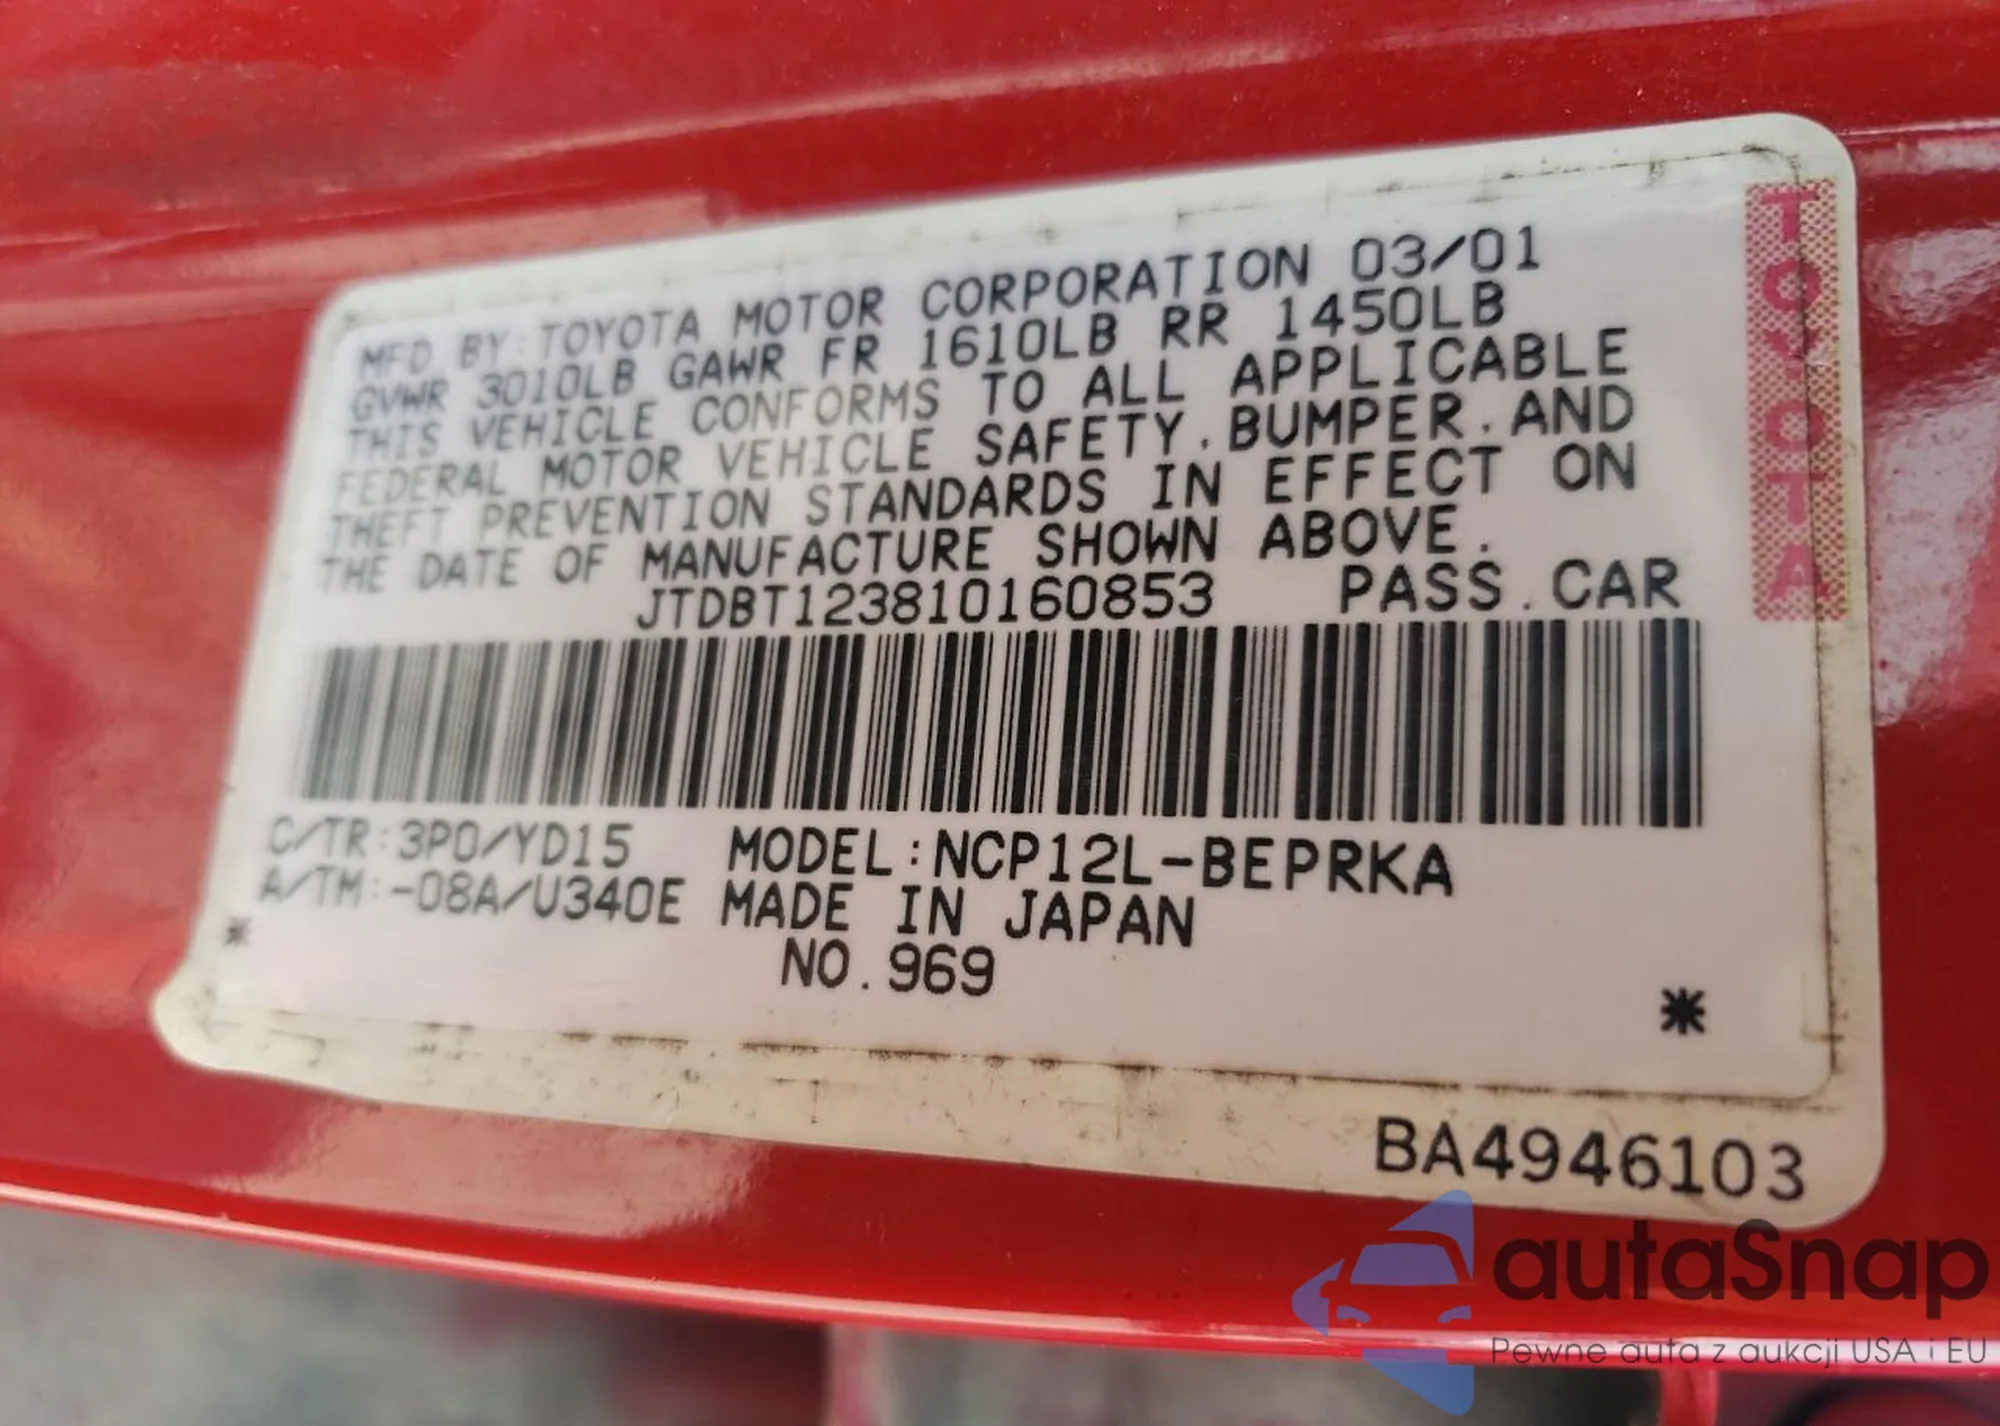 MFD BY:TOYOTA MOTOR CORPORATION 03/01
GVWR 3010LB GAWR FR 1610LB RR 1450LB
THIS VEHICLE CONFORMS TO ALL APPLICABLE
FEDERAL MOTOR VEHICLE SAFETY,BUMPER,AND
THEFT PREVENTION STANDARDS IN EFFECT ON
THE DATE OF MANUFACTURE SHOWN ABOVE.
JTDBT123810160853 PASS.CAR
C/TR:3P0/YD15 MODEL:NCP12L-BEPRKA
A/TM:-08A/U340E MADE IN JAPAN
* NO.969 *
TOYOTA
BA4946103
autaSnap
Pewne auta z aukcji USA i EU